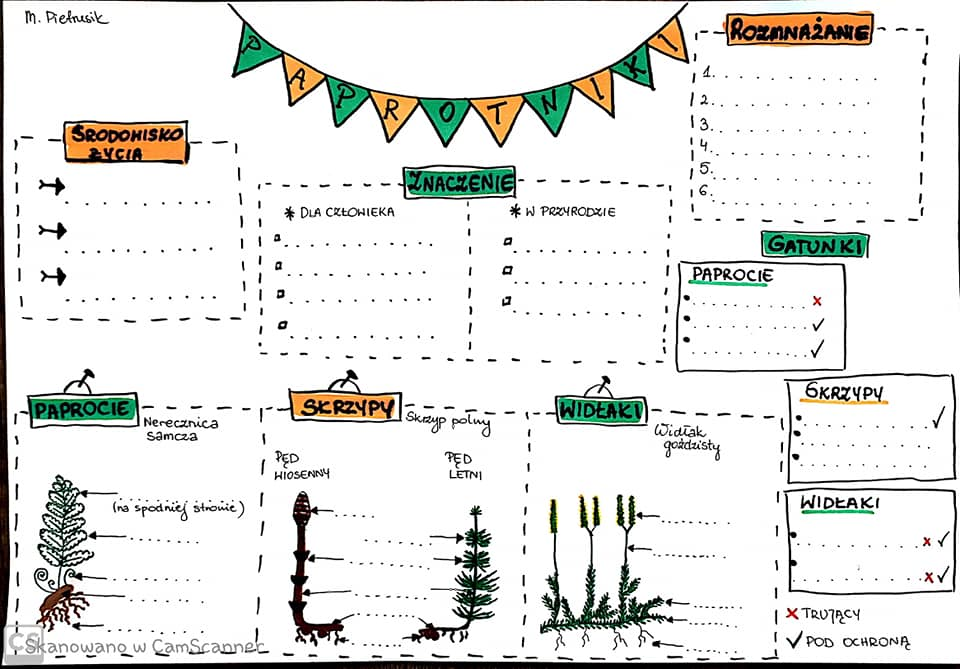 M. Pietrusik
PAPROTNIKI
ROZMNAŻANIE
1.
2.
3.
4.
5.
6.
ŚRODOWISKO
ŻYCIA
ZNACZENIE
* DLA CZŁOWIEKA
* W PRZYRODZIE
GATUNKI
PAPROCIE
SKRZYPY
WIDŁAKI
x TRUJĄCY
✓ POD OCHRONĄ
PAPROCIE
Nerecznica
samcza
(na spodniej stronie)
SKRZYPY
Skrzyp polny
PĘD
WIOSENNY
PĘD
LETNI
WIDŁAKI
Widłak
goździsty
CS Skanowano w CamScanner